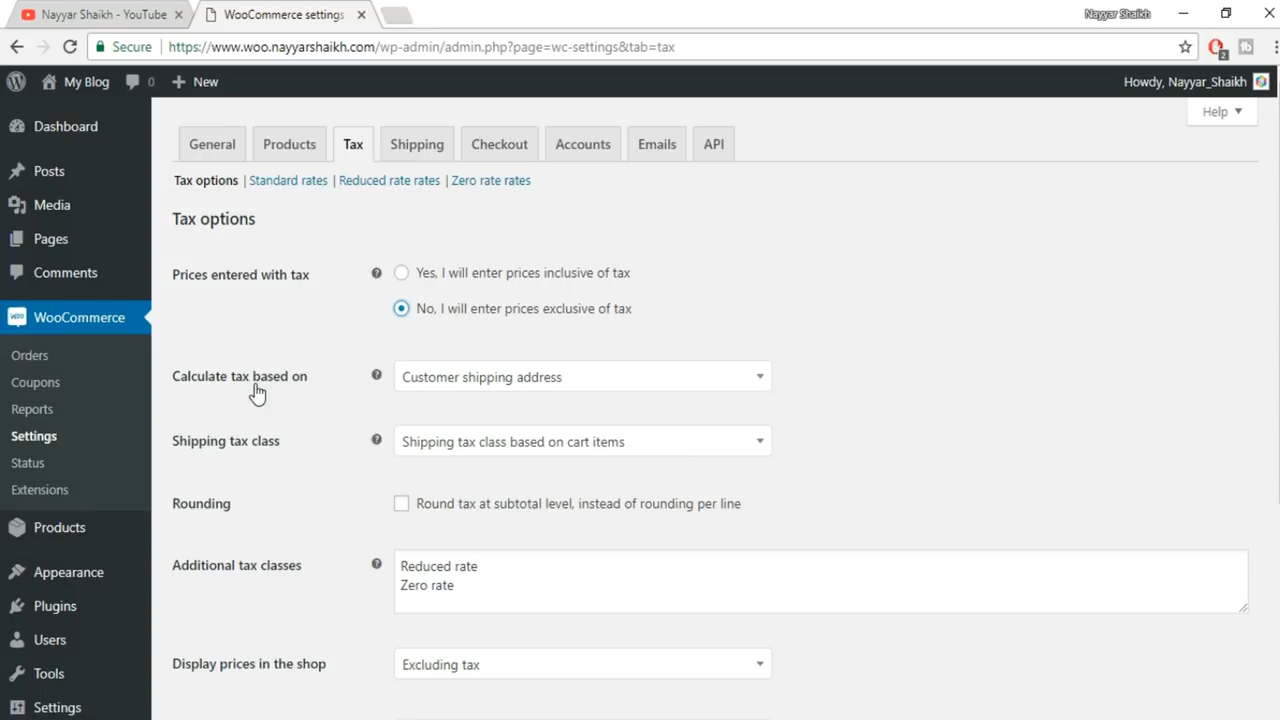 Nayyar Shaikh - YouTube
WooCommerce settings
Nayyar Shaikh
Secure
https://www.woo.nayyarshaikh.com/wp-admin/admin.php?page=wc-settings&tab=tax
2
My Blog
0
New
Howdy, Nayyar_Shaikh
Help
Dashboard
Posts
Media
Pages
Comments
WooCommerce
Orders
Coupons
Reports
Settings
Status
Extensions
Products
Appearance
Plugins
Users
Tools
Settings
General Products Tax Shipping Checkout Accounts Emails API
Tax options | Standard rates | Reduced rate rates | Zero rate rates
Tax options
Prices entered with tax
Yes, I will enter prices inclusive of tax
No, I will enter prices exclusive of tax
Calculate tax based on
Customer shipping address
Shipping tax class
Shipping tax class based on cart items
Rounding
Round tax at subtotal level, instead of rounding per line
Additional tax classes
Reduced rate
Zero rate
Display prices in the shop
Excluding tax